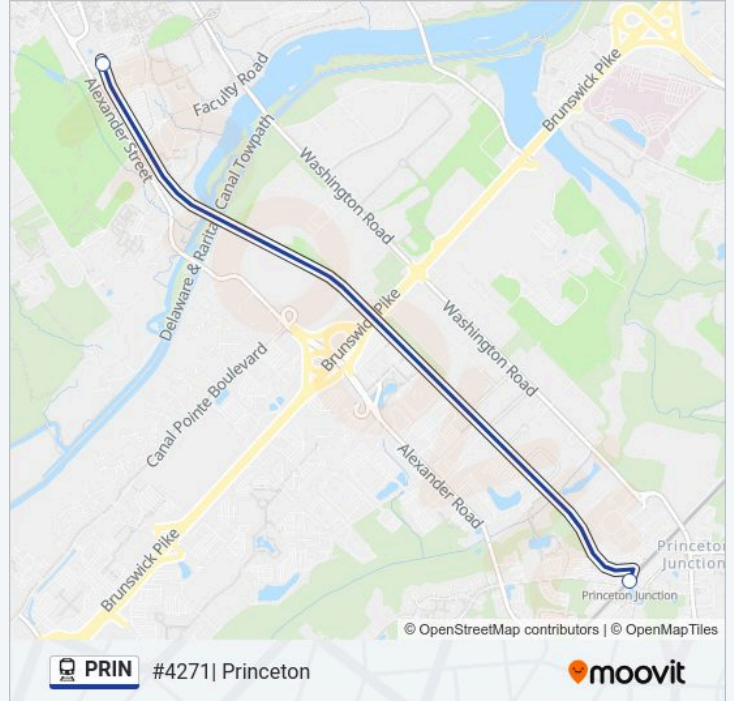 Faculty Road
Brunswick Pike
Alexander Street
Delaware & Raritan Canal Towpath
Washington Road
Brunswick Pike
Washington Road
Canal Pointe Boulevard
Alexander Road
Brunswick Pike
Princeton
Junction
Princeton Junction
© OpenStreetMap contributors | © OpenMapTiles
PRIN #4271| Princeton
moovit